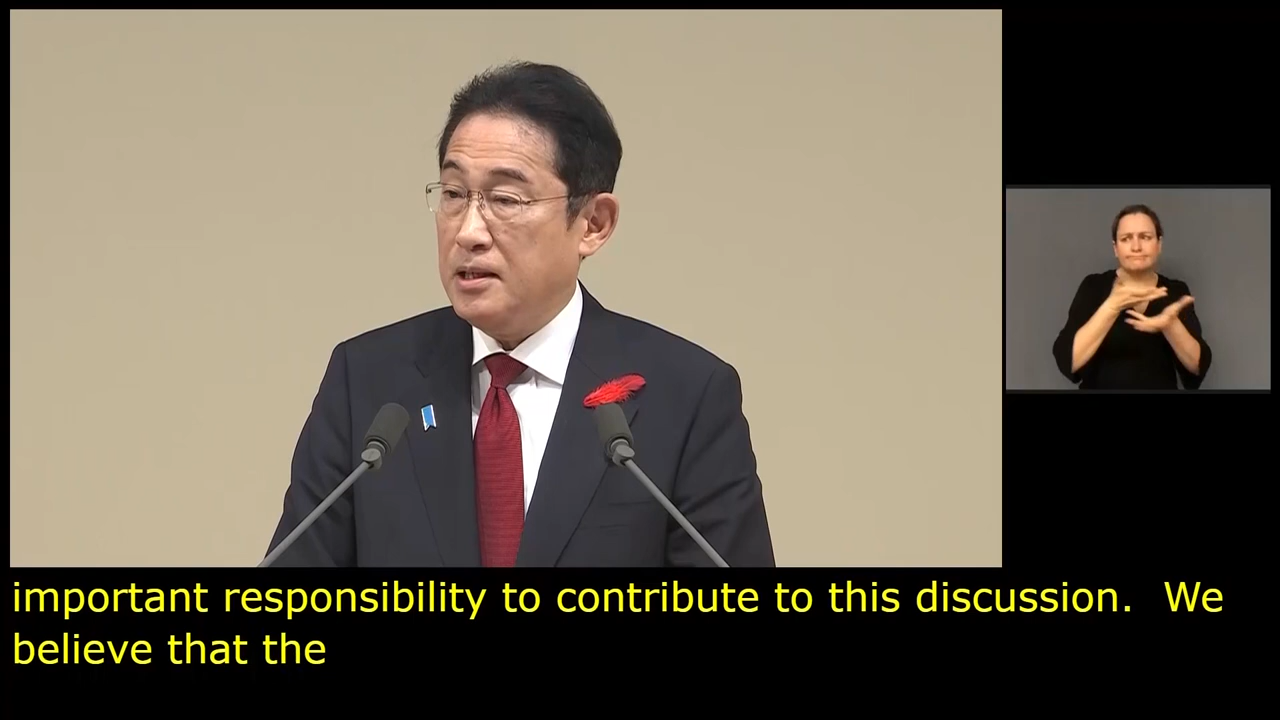 important responsibility to contribute to this discussion.  We
believe that the